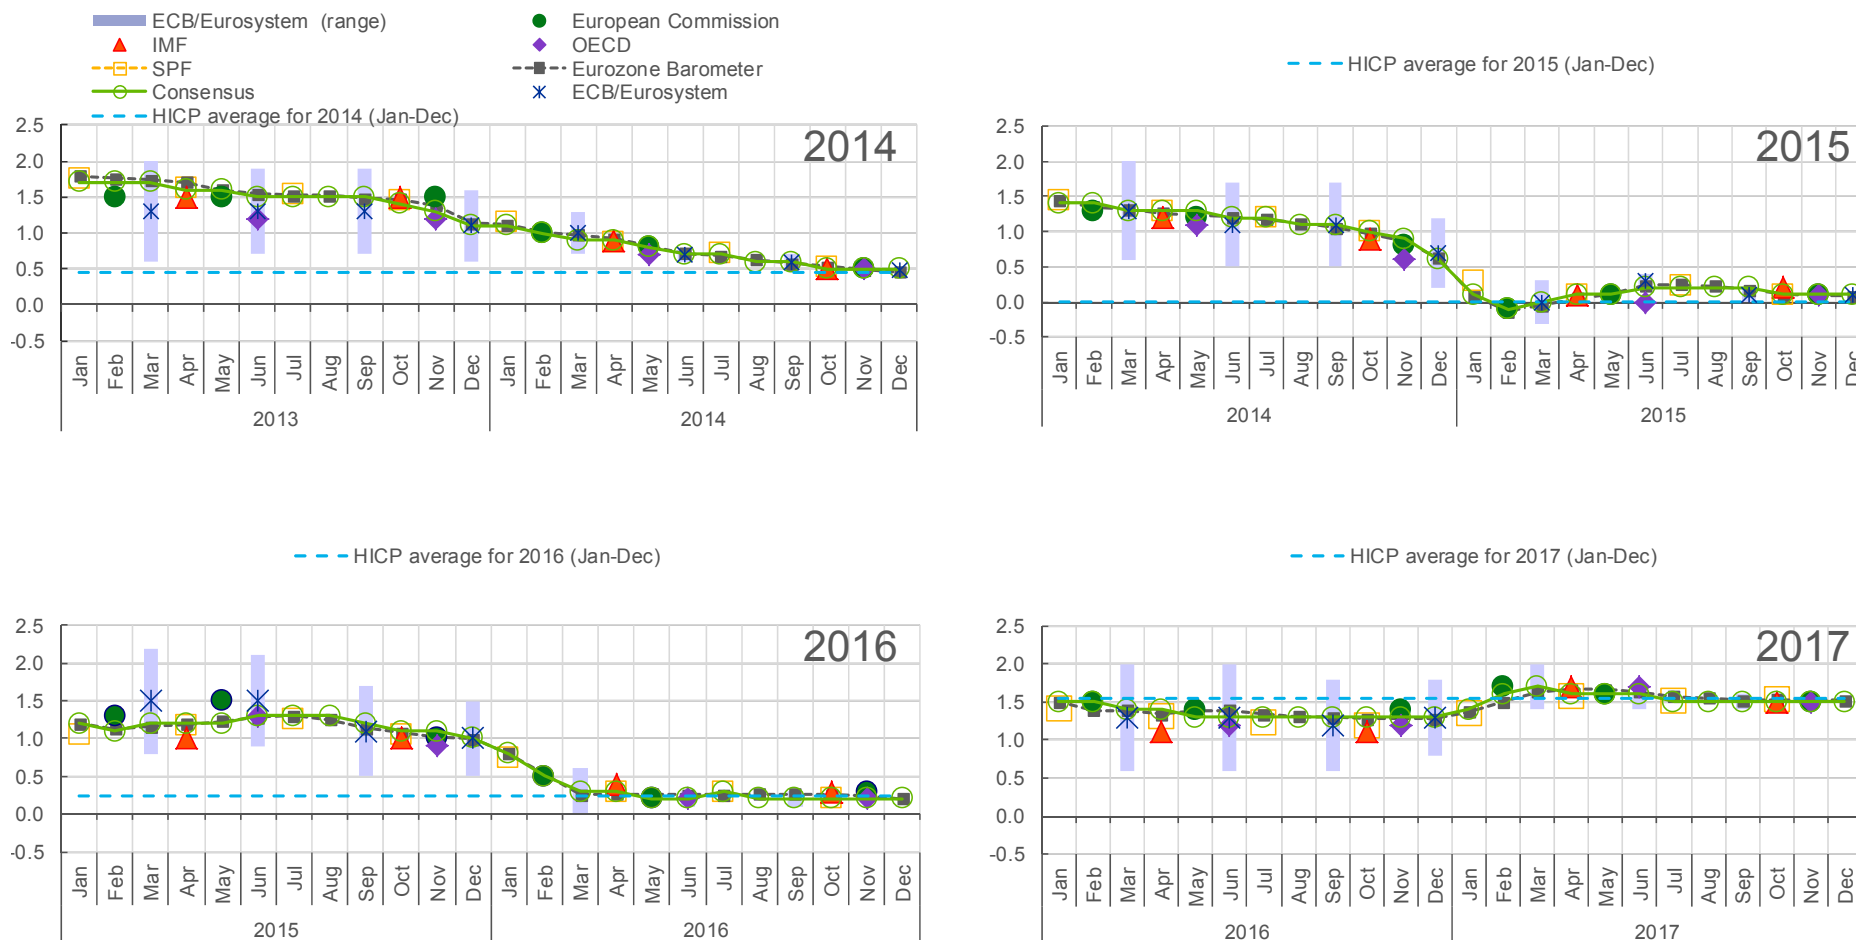 ECB/Eurosystem (range)
European Commission
IMF
OECD
SPF
Eurozone Barometer
Consensus
ECB/Eurosystem
HICP average for 2014 (Jan-Dec)
2014
2.5
2.0
1.5
1.0
0.5
0.0
-0.5
Jan Feb Mar Apr May Jun Jul Aug Sep Oct Nov Dec Jan Feb Mar Apr May Jun Jul Aug Sep Oct Nov Dec
2013 2014
HICP average for 2015 (Jan-Dec)
2015
2.5
2.0
1.5
1.0
0.5
0.0
-0.5
Jan Feb Mar Apr May Jun Jul Aug Sep Oct Nov Dec Jan Feb Mar Apr May Jun Jul Aug Sep Oct Nov Dec
2014 2015
HICP average for 2016 (Jan-Dec)
2016
2.5
2.0
1.5
1.0
0.5
0.0
-0.5
Jan Feb Mar Apr May Jun Jul Aug Sep Oct Nov Dec Jan Feb Mar Apr May Jun Jul Aug Sep Oct Nov Dec
2015 2016
HICP average for 2017 (Jan-Dec)
2017
2.5
2.0
1.5
1.0
0.5
0.0
-0.5
Jan Feb Mar Apr May Jun Jul Aug Sep Oct Nov Dec Jan Feb Mar Apr May Jun Jul Aug Sep Oct Nov Dec
2016 2017